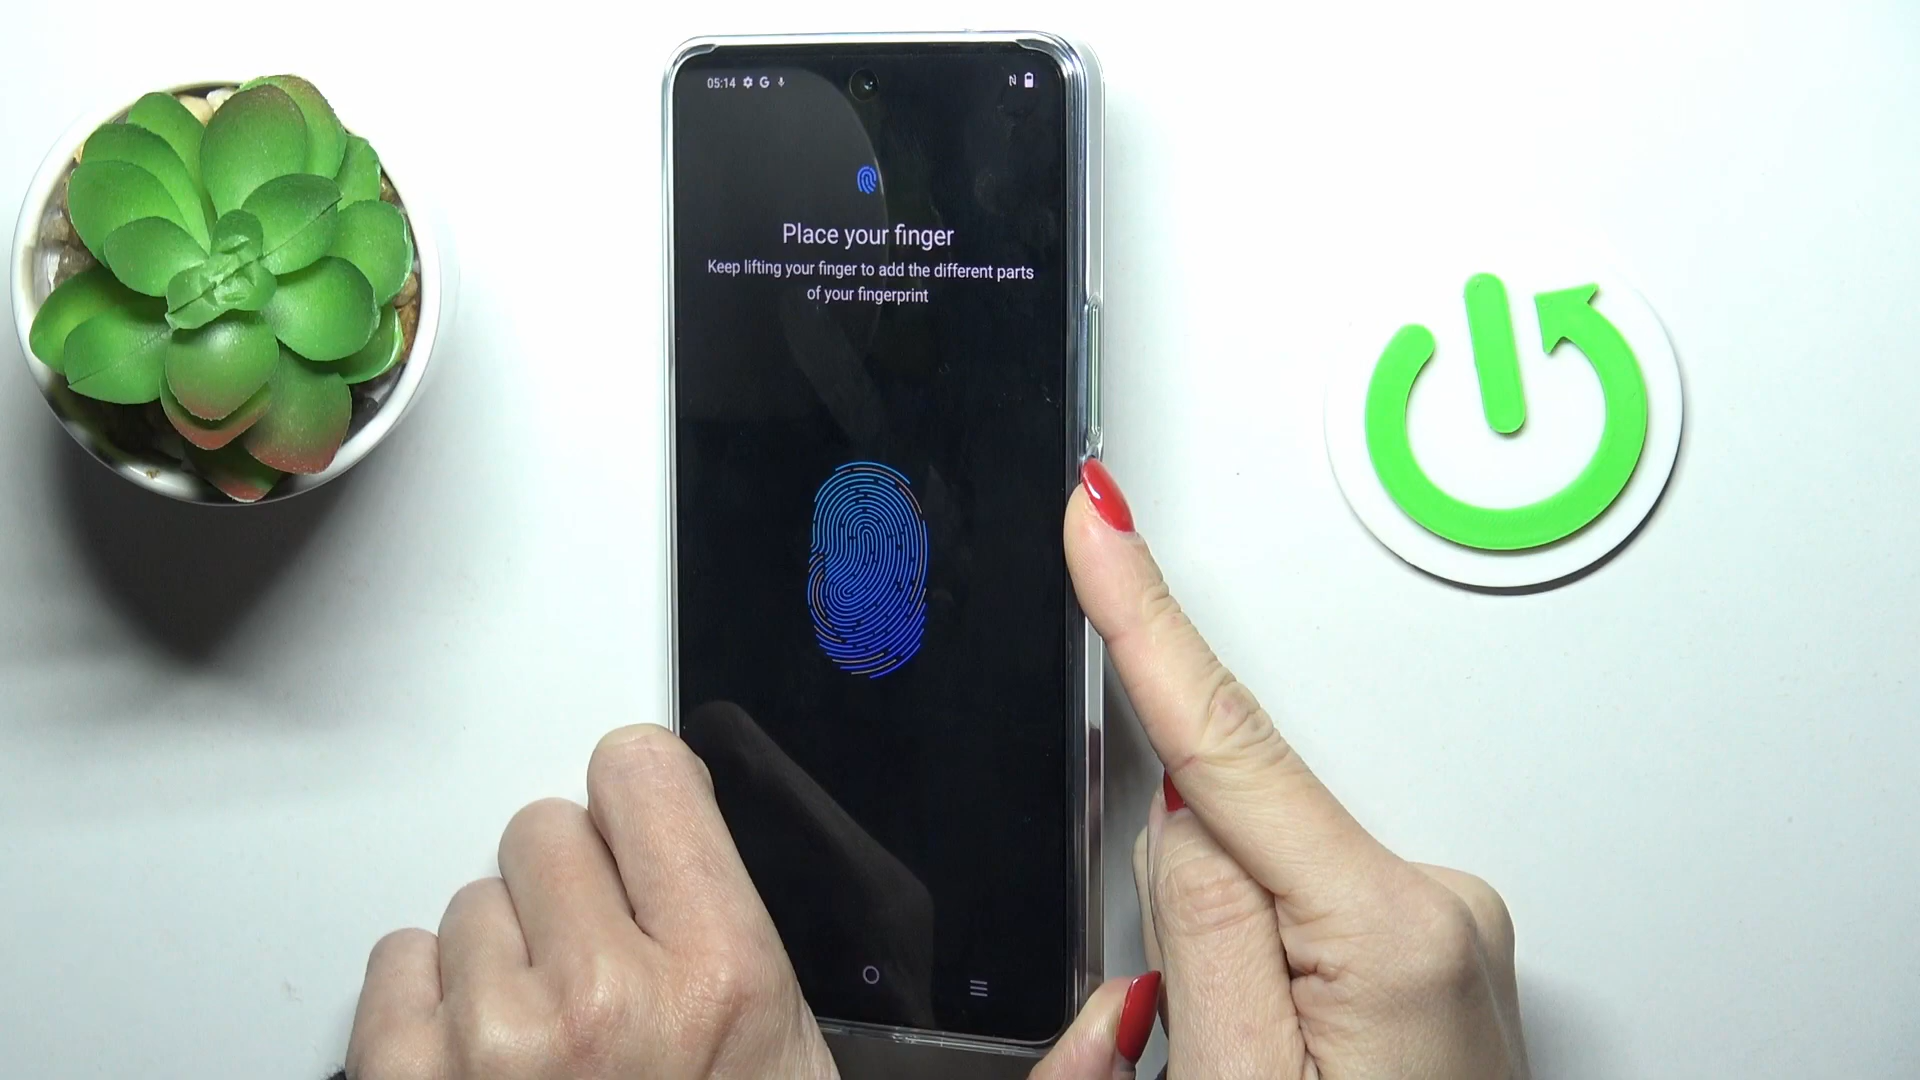 05:14
Place your finger
Keep lifting your finger to add the different parts
of your fingerprint